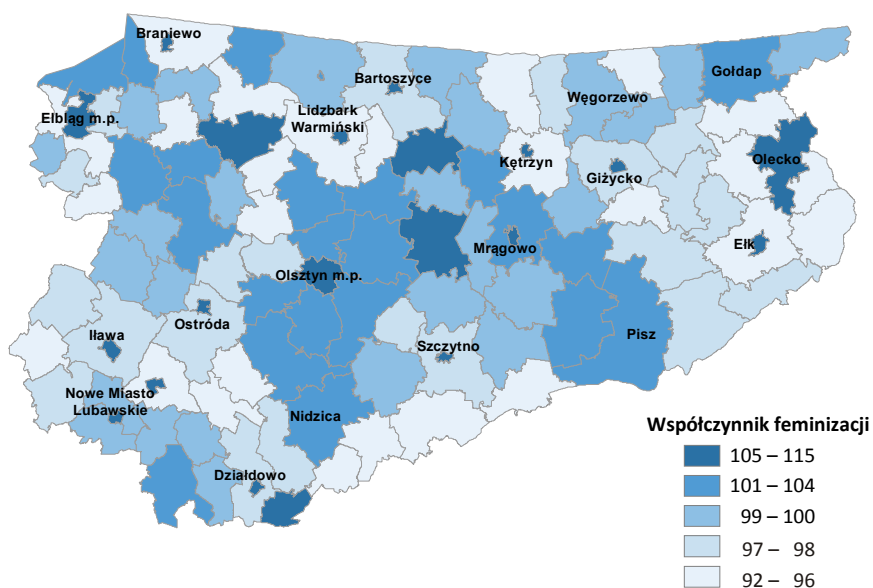 Braniewo
Bartoszyce
Gołdap
Węgorzewo
Elbląg m.p.
Lidzbark
Warmiński
Kętrzyn
Giżycko
Olecko
Mrągowo
Ełk
Olsztyn m.p.
Ostróda
Iława
Pisz
Szczytno
Nowe Miasto
Lubawskie
Nidzica
Działdowo
Współczynnik feminizacji
105 – 115
101 – 104
99 – 100
97 – 98
92 – 96